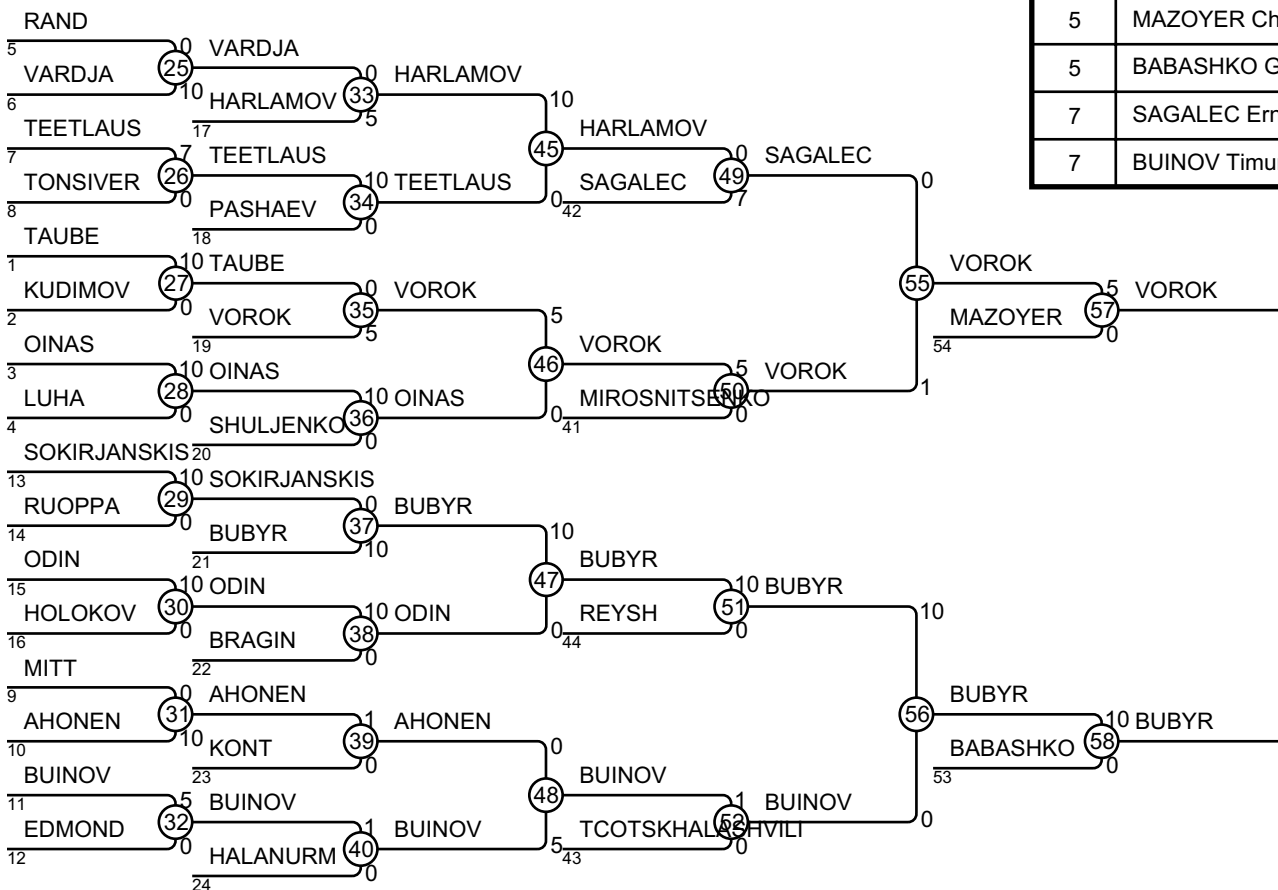 RAND
5 MAZOYER Ch
5
0 VARDJA
VARDJA 25 0 HARLAMOV
5 BABASHKO G
6
10 HARLAMOV 33 10
TEETLAUS 17 5 HARLAMOV
7 SAGALEC Ern
7
7 TEETLAUS 45 0 SAGALEC
TONSIVER 26 10 TEETLAUS SAGALEC 49 0
7 BUINOV Timu
8
0 PASHAEV 34 0 42 7
TAUBE 18 0
1
10 TAUBE VOROK
KUDIMOV 27 0 VOROK 55 5 VOROK
2
0 VOROK 35 5 MAZOYER 57
OINAS 19 5 VOROK 54 0
3
10 OINAS 46 5 VOROK
LUHA 28 10 OINAS MIROSNITSENKO 50 1
4
0 SHULJENKO 36 0 41 0
SOKIRJANSKIS 20 0
13
10 SOKIRJANSKIS
RUOPPA 29 0 BUBYR
14
0 BUBYR 37 10
ODIN 21 10 BUBYR
15
10 ODIN 47 10 BUBYR
HOLOKOV 30 10 ODIN REYSH 51 10
16
0 BRAGIN 38 0 44 0
MITT 22 0
9
0 AHONEN BUBYR
AHONEN 31 1 AHONEN 56 10 BUBYR
10
10 KONT 39 0 BABASHKO 58
BUINOV 23 0 BUINOV 53 0
11
5 BUINOV 48 1 BUINOV
EDMOND 32 1 BUINOV TCOTSKHALASHVILI 52 0
12
0 HALANURM 40 5 43 0
24 0